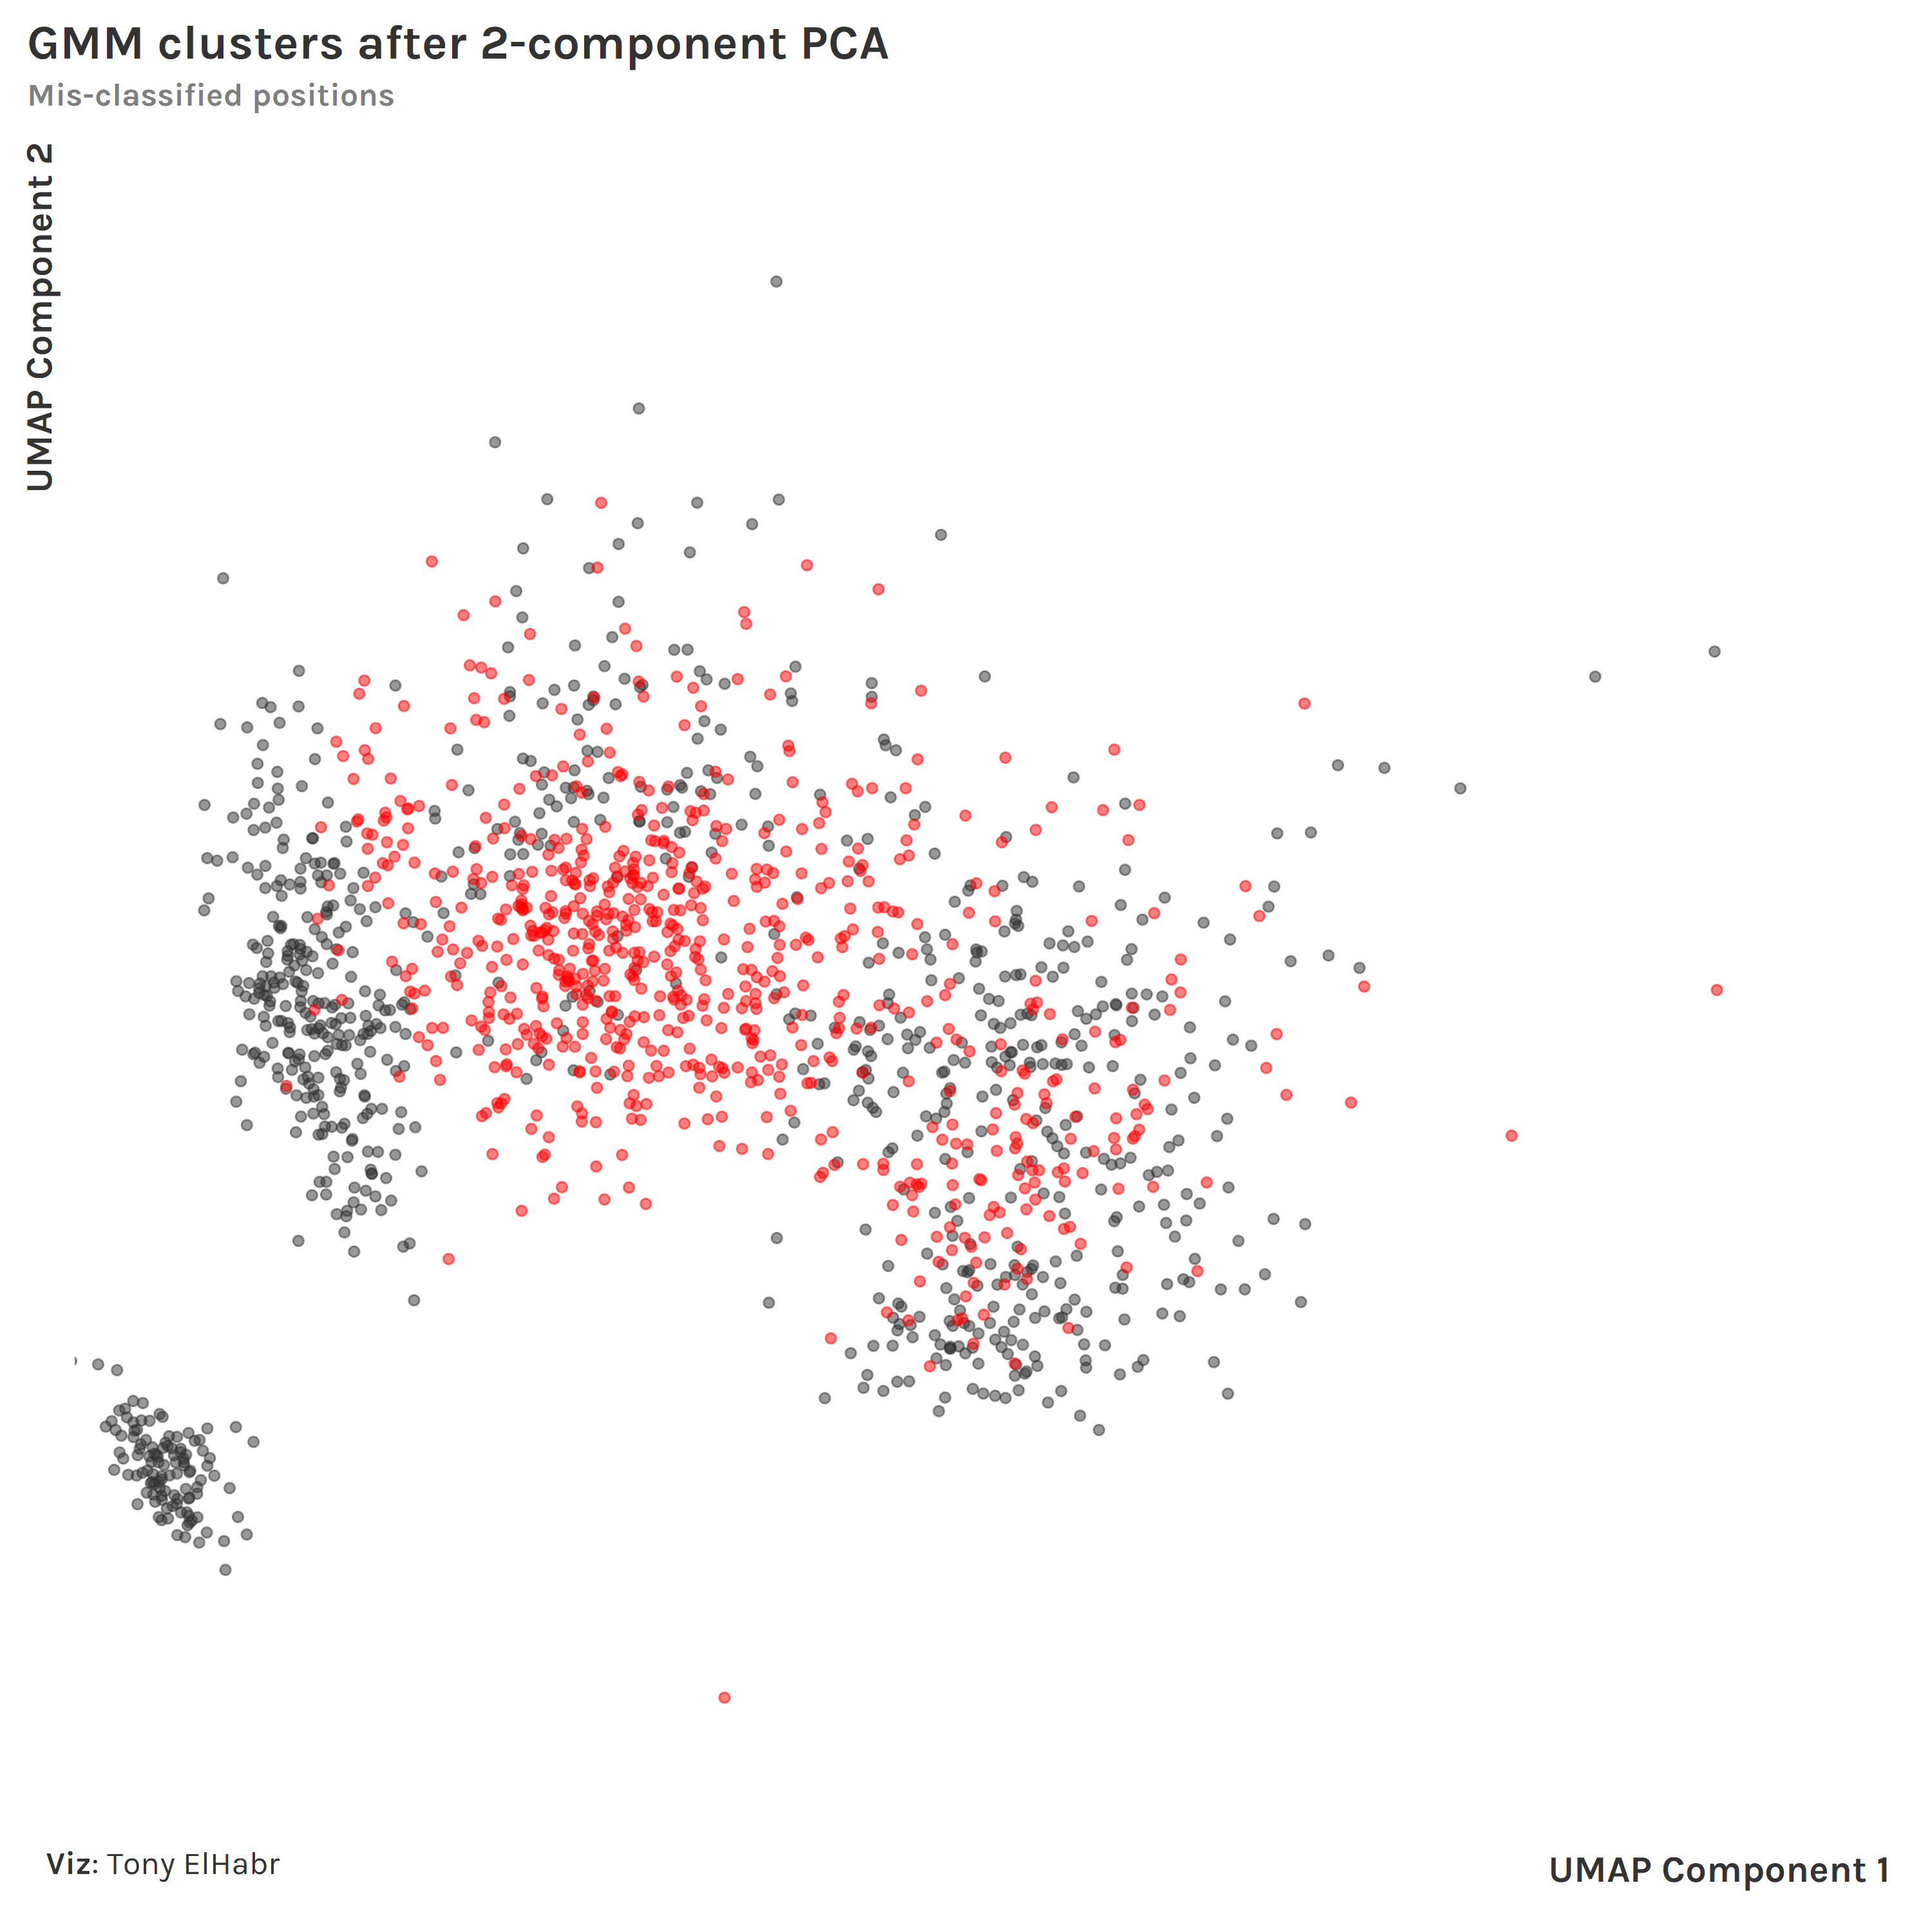 GMM clusters after 2-component PCA
Mis-classified positions
UMAP Component 2
Viz: Tony ElHabr
UMAP Component 1